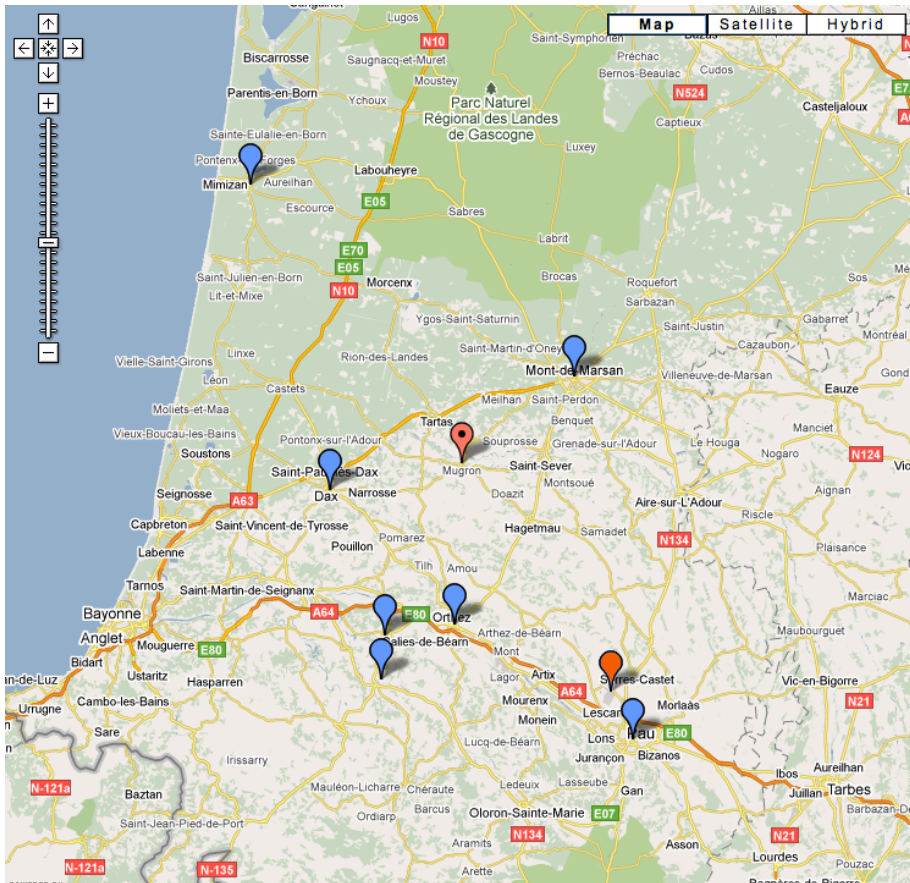 Lugos
Saint-Symphorien
Map
Satellite
Hybrid
N10
Biscarrosse
Saugnacq-et-Muret
Préchac
Bernos-Beaulac
Cudos
Moustey
Parentis-en-Born
Ychoux
N524
Parc Naturel
Régional des Landes
de Gascogne
Casteljaloux
Captieux
Sainte-Eulalie-en-Born
Luxey
Pontenx
Forges
Labouheyre
Mimizan
Aureilhan
E05
Escource
Sabres
Labrit
E70
E05
Saint-Julien-en-Born
Brocas
Roquefort
Sos
N10
Morcenx
Lit-et-Mixe
Sarbazan
Ygos-Saint-Saturnin
Saint-Justin
Gabarret
Montréal
Linxe
Rion-des-Landes
Saint-Martin-d'Oney
Cazaubon
Vielle-Saint-Girons
Mont-de-Marsan
Villeneuve-de-Marsan
Gond
Léon
Castets
Eauze
Meilhan
Saint-Perdon
Moliets-et-Maa
Tartas
Benquet
Manciet
Vieux-Boucau-les-Bains
Pontonx-sur-l'Adour
Souprosse
Grenade-sur-l'Adour
Le Houga
Nogaro
N124
Soustons
Mugron
Saint-Sever
Dax
Narrosse
Montsoué
Seignosse
Doazit
Aignan
A63
Aire-sur-L'Adour
Riscle
Capbreton
Saint-Vincent-de-Tyrosse
Hagetmau
Samadet
Pomarez
N134
Plaisance
Labenne
Pouillon
Tilh
Amou
Tarnos
Saint-Martin-de-Seignanx
Marciac
Bayonne
A64
E80
Anglet
Mouguerre
Salies-de-Béarn
Arthez-de-Béarn
Maubourguet
E80
Mont
Bidart
Ustaritz
Hasparren
Lagor
Artix
Vic-en-Bigorre
an-de-Luz
Cambo-les-Bains
Mourenx
A64
Lescar
Morlaàs
N21
Urrugne
Monein
Sare
Lons
Pau
E80
Lucq-de-Béarn
Jurançon
Bizanos
Irissarry
Ibos
Aureilhan
N-121a
Mauléon-Licharre
Chéraute
Ledeuix
Lasseube
Gan
Juillan
Tarbes
Baztan
Barcus
Oloron-Sainte-Marie
E07
Barbazan-De
Saint-Jean-Pied-de-Port
Ordiarp
N134
N21
Aramits
Asson
N-121a
N-135
Arette
Lourdes
Pouzac